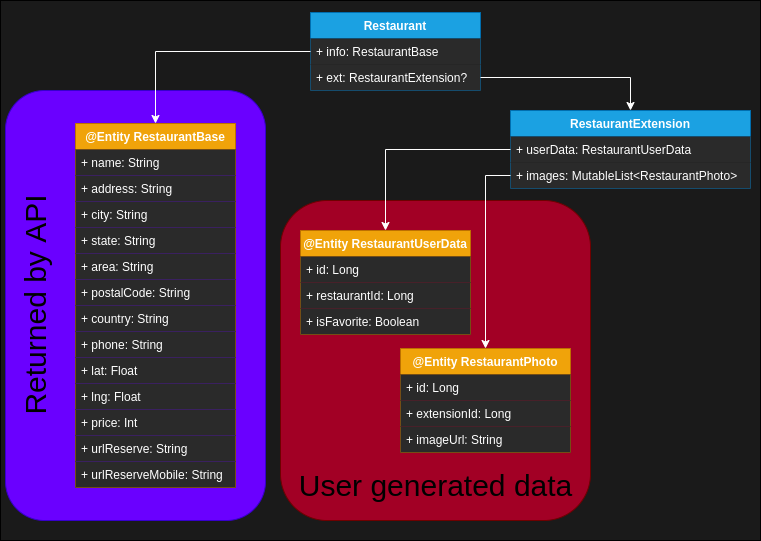 Restaurant
+ info: RestaurantBase
+ ext: RestaurantExtension?
RestaurantExtension
+ userData: RestaurantUserData
+ images: MutableList<RestaurantPhoto>
Returned by API
@Entity RestaurantBase
+ name: String
+ address: String
+ city: String
+ state: String
+ area: String
+ postalCode: String
+ country: String
+ phone: String
+ lat: Float
+ lng: Float
+ price: Int
+ urlReserve: String
+ urlReserveMobile: String
@Entity RestaurantUserData
+ id: Long
+ restaurantId: Long
+ isFavorite: Boolean
@Entity RestaurantPhoto
+ id: Long
+ extensionId: Long
+ imageUrl: String
User generated data